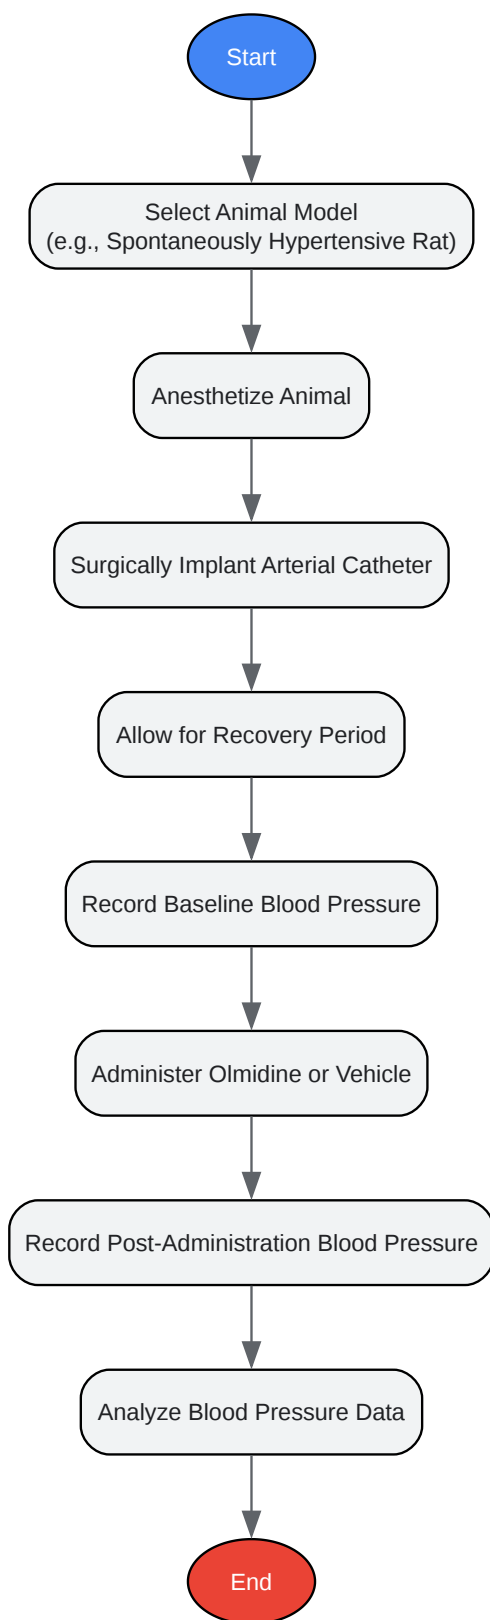 Start
Select Animal Model
(e.g., Spontaneously Hypertensive Rat)
Anesthetize Animal
Surgically Implant Arterial Catheter
Allow for Recovery Period
Record Baseline Blood Pressure
Administer Olmidine or Vehicle
Record Post-Administration Blood Pressure
Analyze Blood Pressure Data
End